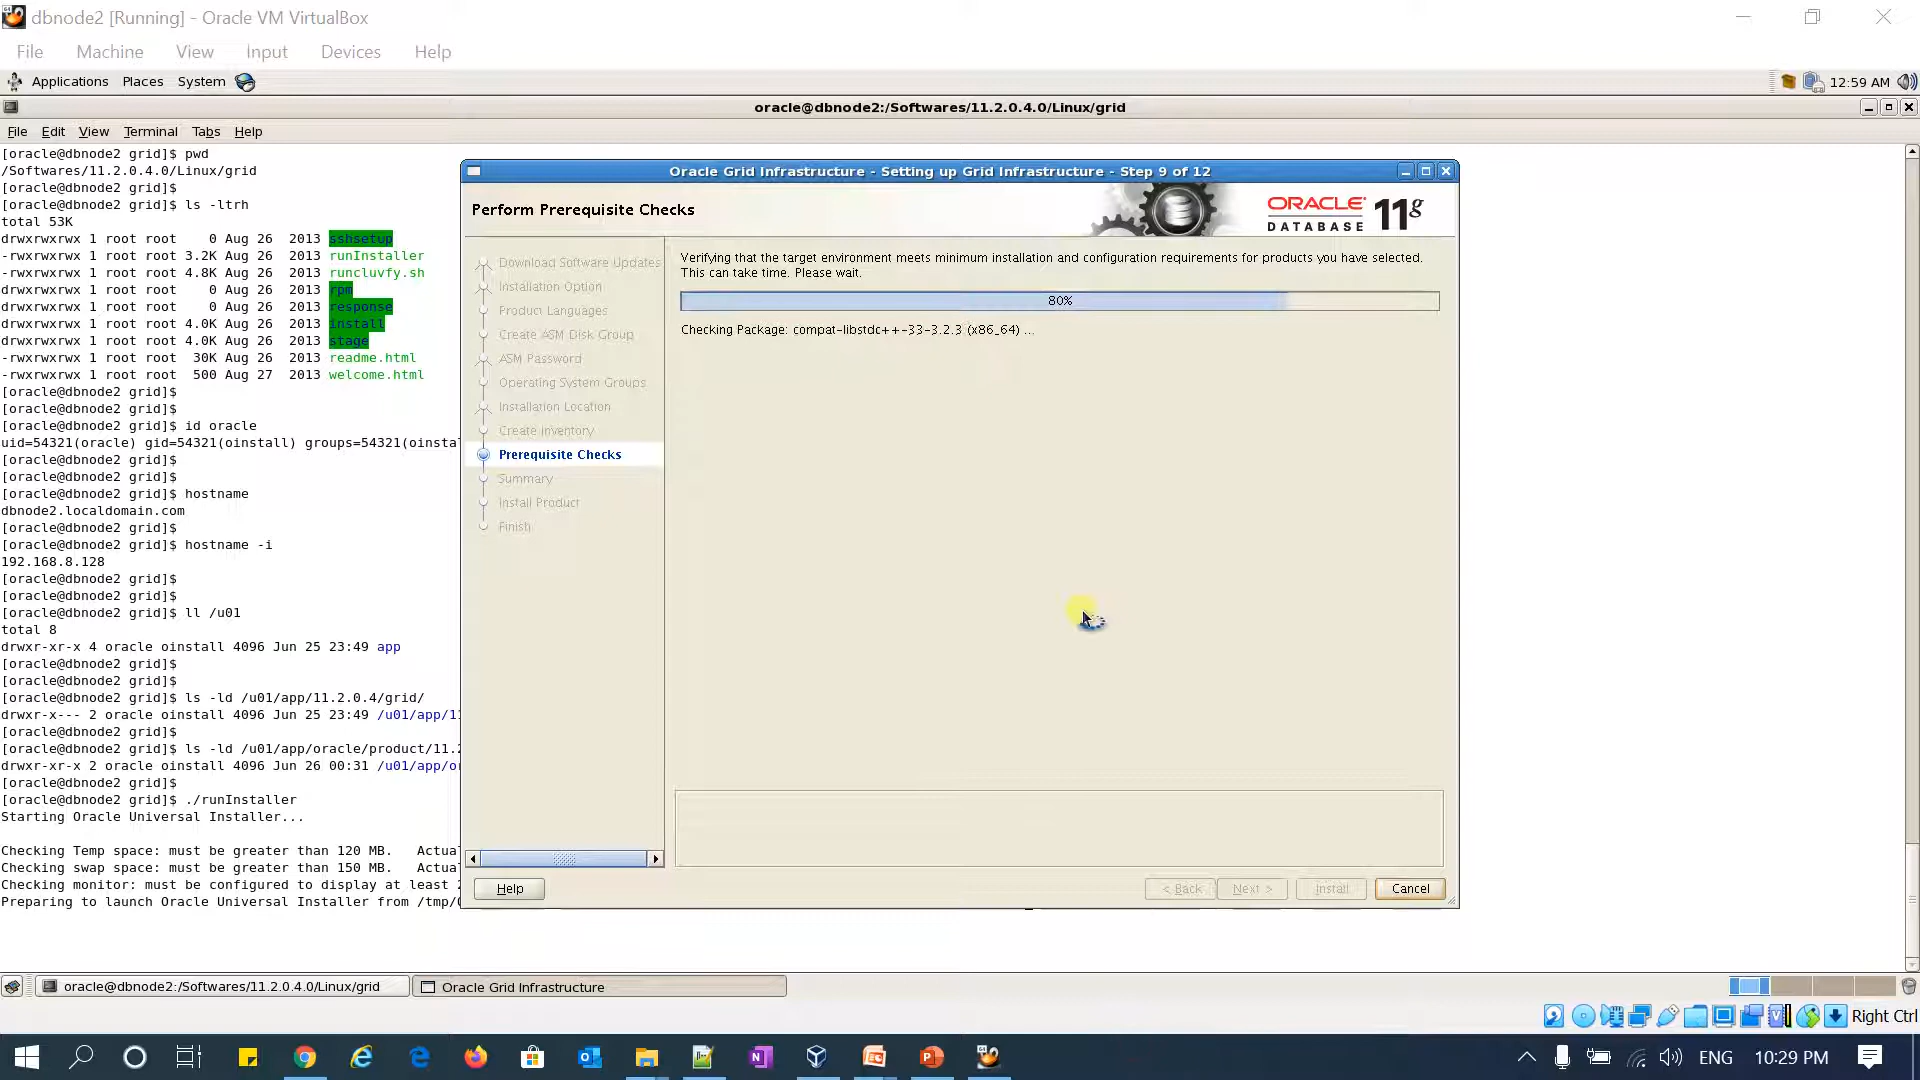 dbnode2 [Running] - Oracle VM VirtualBox
File Machine View Input Devices Help
Applications Places System 12:59 AM
oracle@dbnode2:/Softwares/11.2.0.4.0/Linux/grid
File Edit View Terminal Tabs Help
[oracle@dbnode2 grid]$ pwd
/Softwares/11.2.0.4.0/Linux/grid
[oracle@dbnode2 grid]$
[oracle@dbnode2 grid]$ ls -ltrh
total 53K
drwxrwxrwx 1 root root 0 Aug 26 2013 sshsetup
-rwxrwxrwx 1 root root 3.2K Aug 26 2013 runInstaller
-rwxrwxrwx 1 root root 4.8K Aug 26 2013 runcluvfy.sh
drwxrwxrwx 1 root root 0 Aug 26 2013 rpm
drwxrwxrwx 1 root root 0 Aug 26 2013 response
drwxrwxrwx 1 root root 4.0K Aug 26 2013 install
drwxrwxrwx 1 root root 4.0K Aug 26 2013 stage
-rwxrwxrwx 1 root root 30K Aug 26 2013 readme.html
-rwxrwxrwx 1 root root 500 Aug 27 2013 welcome.html
[oracle@dbnode2 grid]$
[oracle@dbnode2 grid]$
[oracle@dbnode2 grid]$ id oracle
uid=54321(oracle) gid=54321(oinstall) groups=54321(oinsta
[oracle@dbnode2 grid]$
[oracle@dbnode2 grid]$
[oracle@dbnode2 grid]$ hostname
dbnode2.localdomain.com
[oracle@dbnode2 grid]$
[oracle@dbnode2 grid]$ hostname -i
192.168.8.128
[oracle@dbnode2 grid]$
[oracle@dbnode2 grid]$
[oracle@dbnode2 grid]$ ll /u01
total 8
drwxr-xr-x 4 oracle oinstall 4096 Jun 25 23:49 app
[oracle@dbnode2 grid]$
[oracle@dbnode2 grid]$
[oracle@dbnode2 grid]$ ls -ld /u01/app/11.2.0.4/grid/
drwxr-x--- 2 oracle oinstall 4096 Jun 25 23:49 /u01/app/1
[oracle@dbnode2 grid]$
[oracle@dbnode2 grid]$ ls -ld /u01/app/oracle/product/11.2
drwxr-xr-x 2 oracle oinstall 4096 Jun 26 00:31 /u01/app/o
[oracle@dbnode2 grid]$
[oracle@dbnode2 grid]$ ./runInstaller
Starting Oracle Universal Installer...
Checking Temp space: must be greater than 120 MB. Actua
Checking swap space: must be greater than 150 MB. Actua
Checking monitor: must be configured to display at least 2
Preparing to launch Oracle Universal Installer from /tmp/O
Oracle Grid Infrastructure - Setting up Grid Infrastructure - Step 9 of 12
Perform Prerequisite Checks
ORACLE DATABASE 11g
Download Software Updates
Installation Option
Product Languages
Create ASM Disk Group
ASM Password
Operating System Groups
Installation Location
Create Inventory
Prerequisite Checks
Summary
Install Product
Finish
Verifying that the target environment meets minimum installation and configuration requirements for products you have selected.
This can take time. Please wait.
80%
Checking Package: compat-libstdc++-33-3.2.3 (x86_64) ...
Help < Back Next > Install Cancel
oracle@dbnode2:/Softwares/11.2.0.4.0/Linux/grid Oracle Grid Infrastructure
Right Ctrl
ENG 10:29 PM